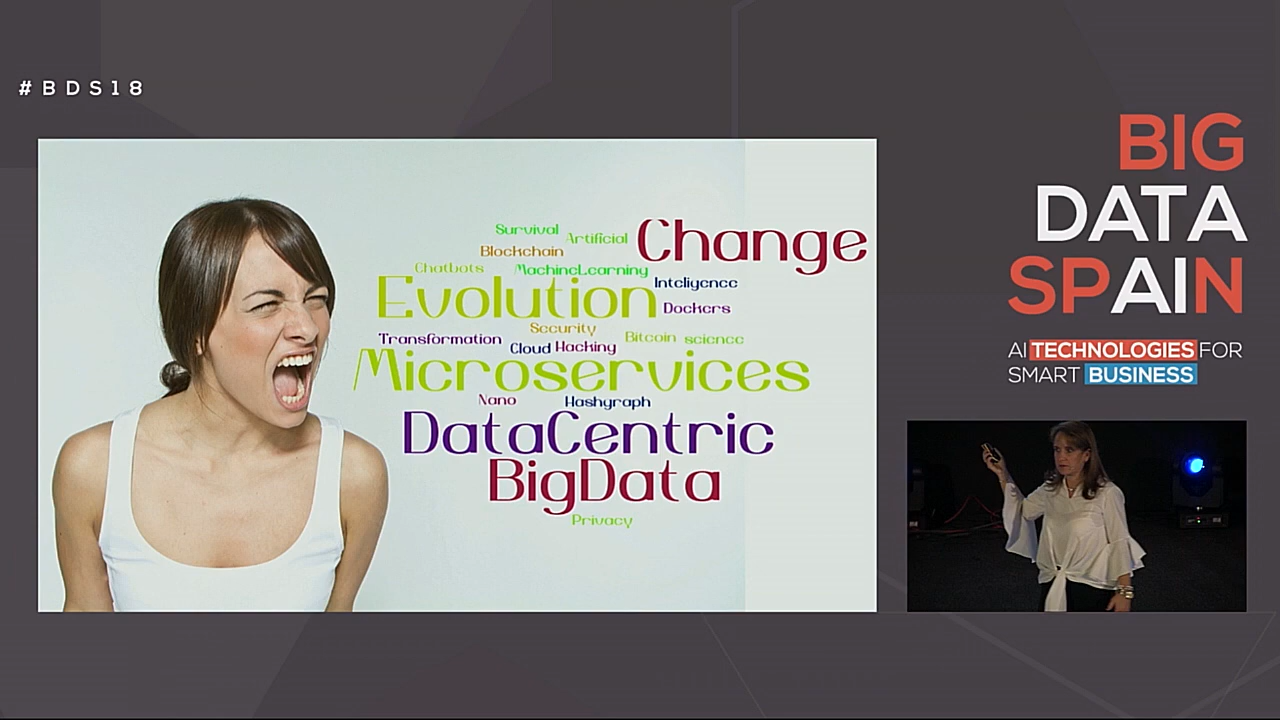 #BDS18
BIG
DATA
SPAIN
AI TECHNOLOGIES FOR
SMART BUSINESS
Survival
Artificial
Change
Blockchain
Chatbots
MachineLearning
Inteligence
Evolution
Dockers
Security
Transformation
Bitcoin
science
Cloud
Hacking
Microservices
Nano
Hashgraph
DataCentric
BigData
Privacy